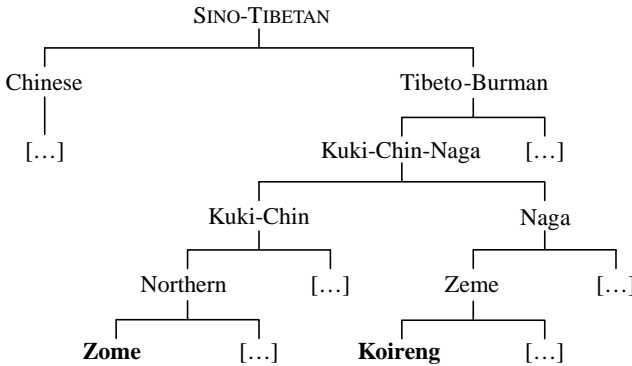 SINO-TIBETAN
Chinese Tibeto-Burman
[…] Kuki-Chin-Naga […]
Kuki-Chin Naga
Northern […] Zeme […]
Zome […] Koireng […]